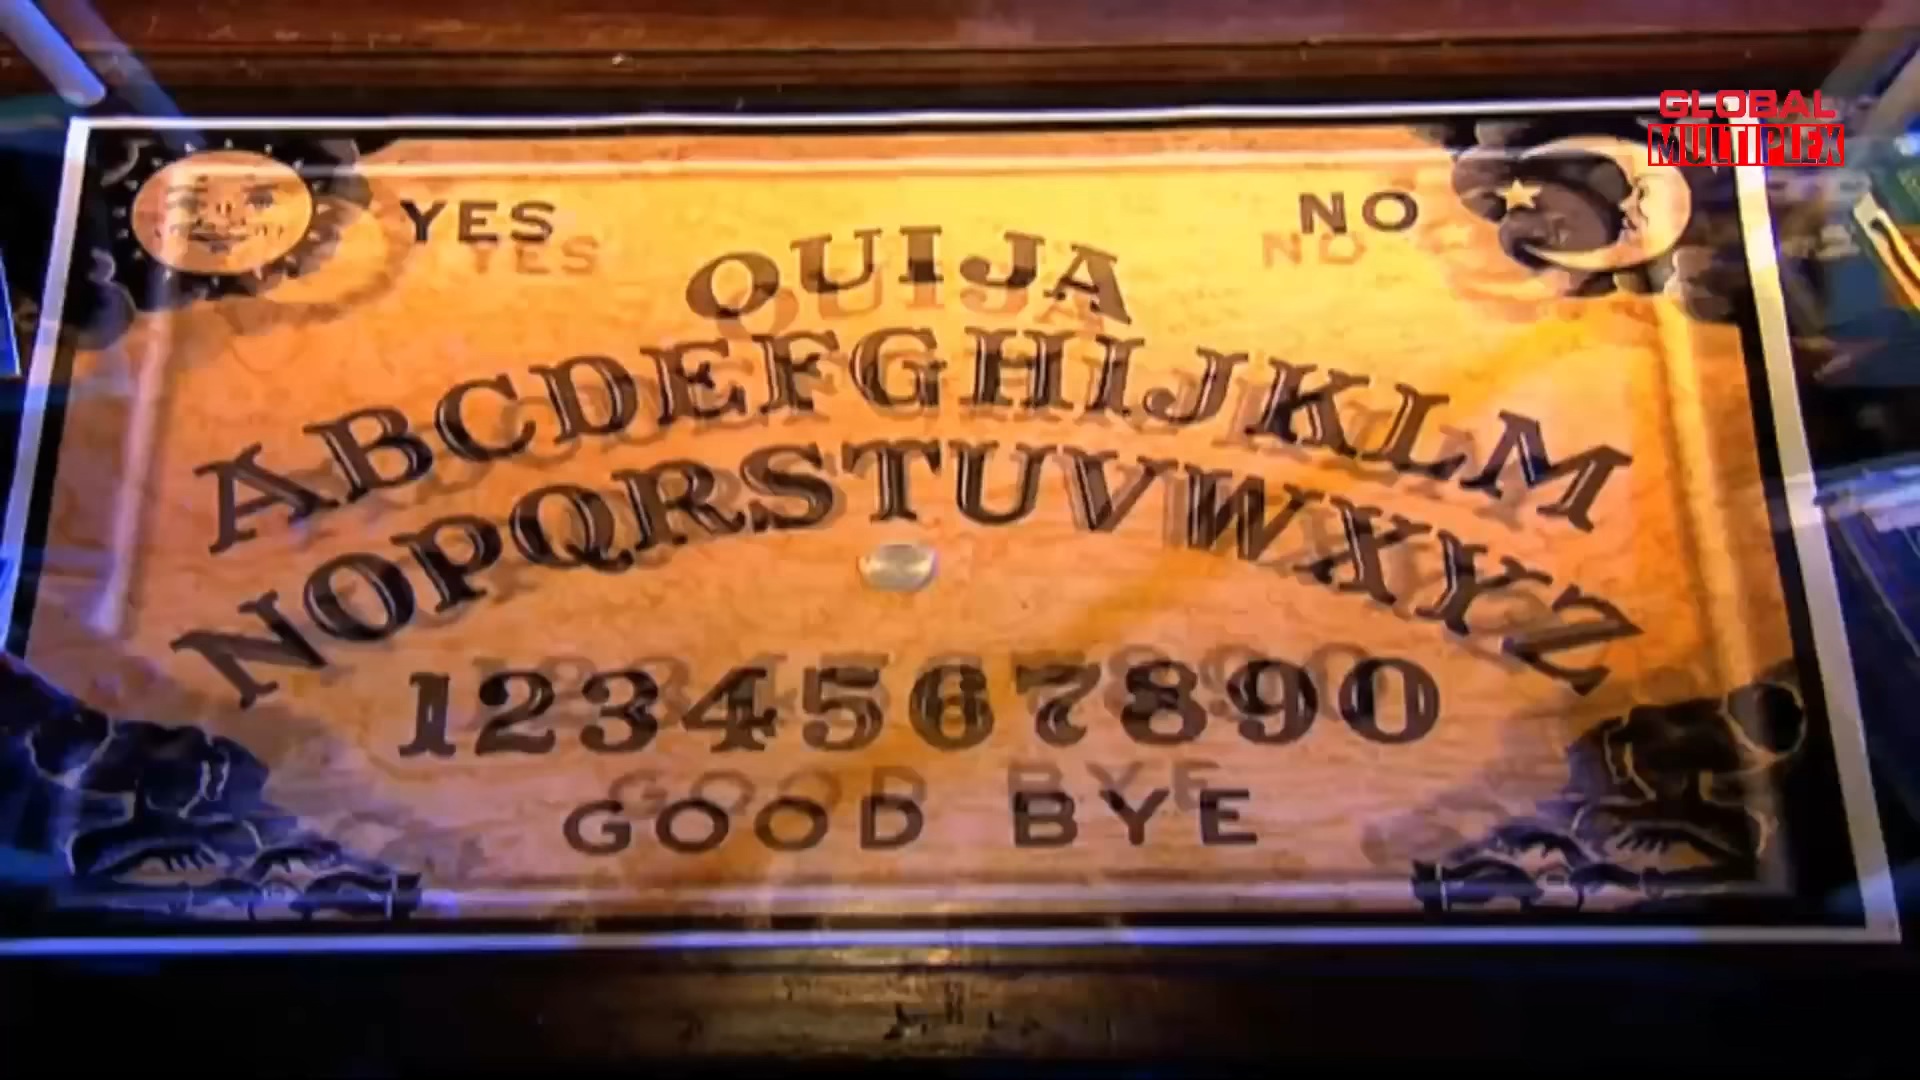 GLOBAL
MULTIPLEX
YES
NO
OUIJA
ABCDEFGHIJKLM
NOPQRSTUVWXYZ
1234567890
GOOD BYE